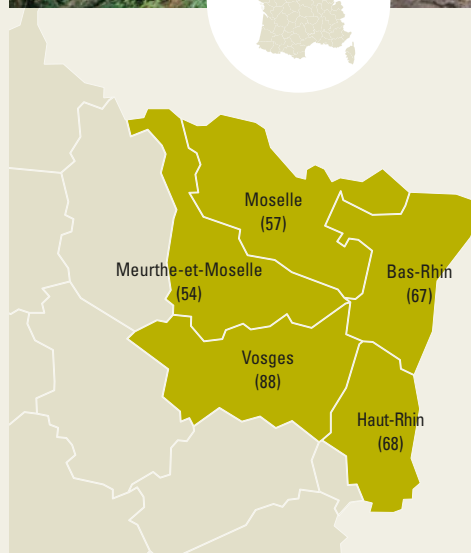 Moselle
(57)
Meurthe-et-Moselle
(54)
Bas-Rhin
(67)
Vosges
(88)
Haut-Rhin
(68)